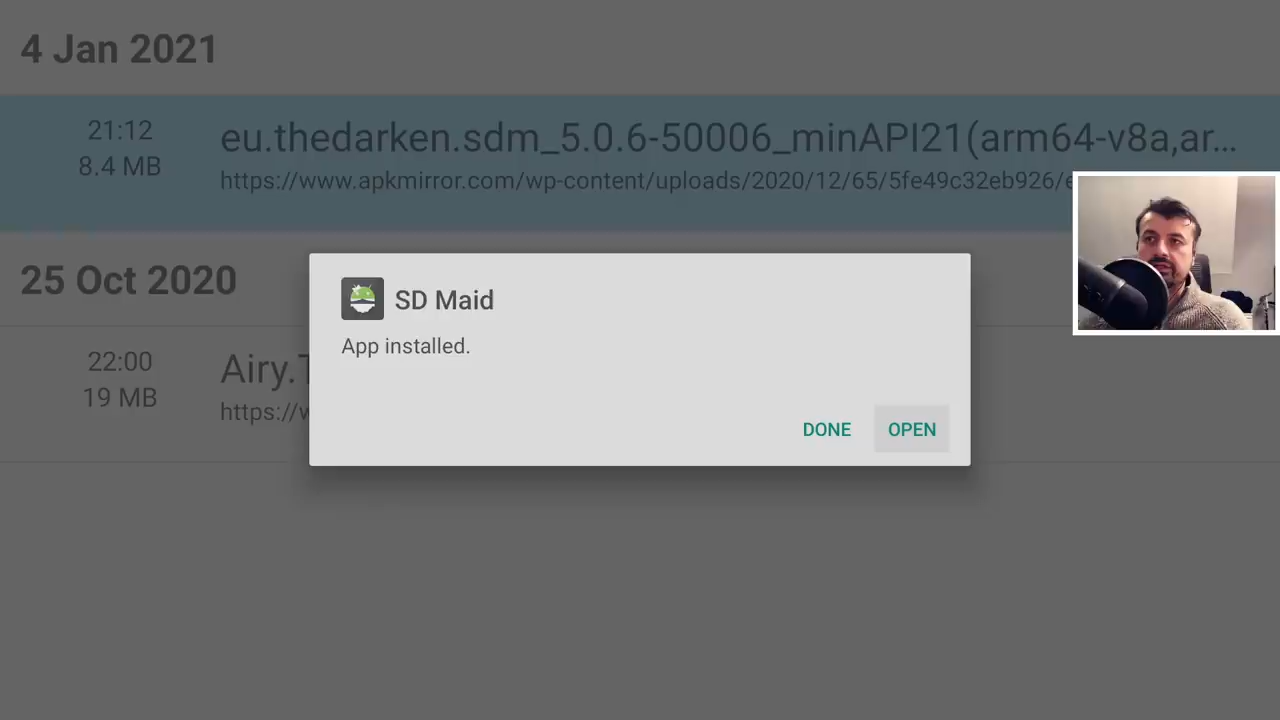 4 Jan 2021
21:12
eu.thedarken.sdm_5.0.6-50006_minAPI21(arm64-v8a,ar...
8.4 MB
https://www.apkmirror.com/wp-content/uploads/2020/12/65/5fe49c32eb926/e
25 Oct 2020
SD Maid
App installed.
22:00
Airy.
19 MB
https://w
DONE
OPEN